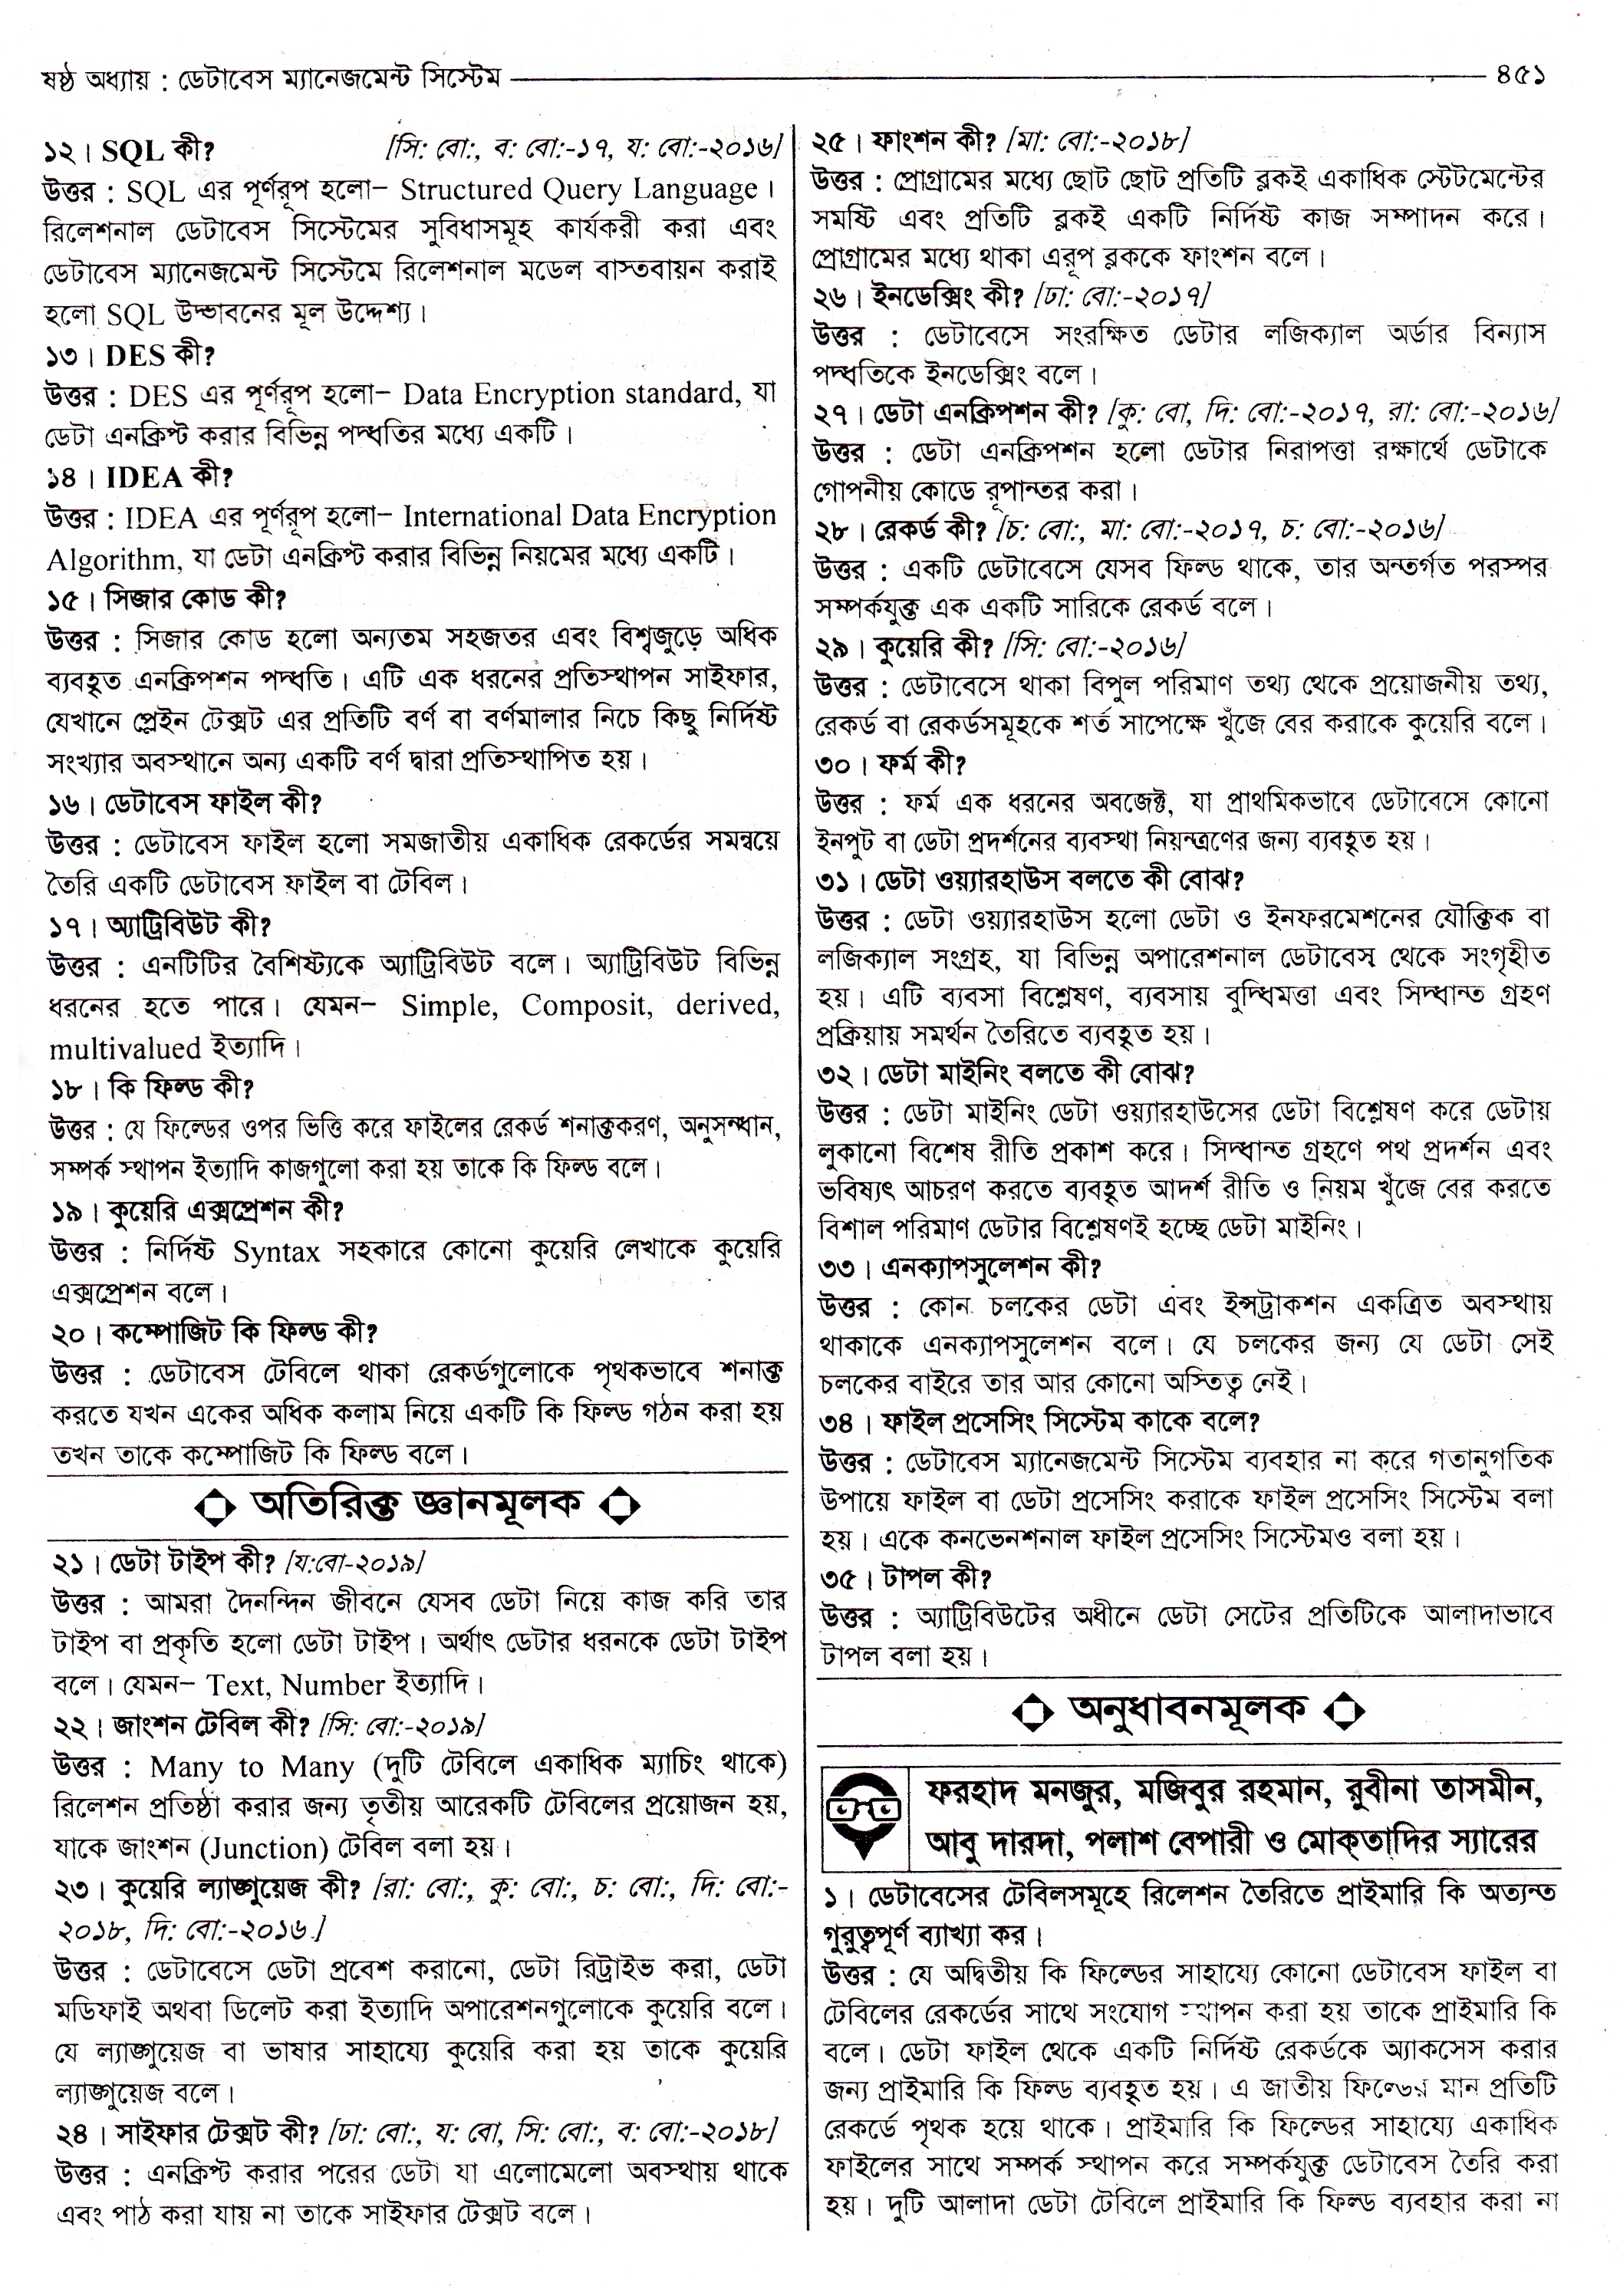 ষষ্ঠ অধ্যায় : ডেটাবেস ম্যানেজমেন্ট সিস্টেম ৪৫১
১২। SQL কী? [সি: বো:, ব: বো:-১৭, য: বো:-২০১৬]
উত্তর : SQL এর পূর্ণরূপ হলো– Structured Query Language।
রিলেশনাল ডেটাবেস সিস্টেমের সুবিধাসমূহ কার্যকরী করা এবং
ডেটাবেস ম্যানেজমেন্ট সিস্টেমে রিলেশনাল মডেল বাস্তবায়ন করাই
হলো SQL উদ্ভাবনের মূল উদ্দেশ্য।
১৩। DES কী?
উত্তর : DES এর পূর্ণরূপ হলো– Data Encryption standard, যা
ডেটা এনক্রিপ্ট করার বিভিন্ন পদ্ধতির মধ্যে একটি।
১৪। IDEA কী?
উত্তর : IDEA এর পূর্ণরূপ হলো– International Data Encryption
Algorithm, যা ডেটা এনক্রিপ্ট করার বিভিন্ন নিয়মের মধ্যে একটি।
১৫। সিজার কোড কী?
উত্তর : সিজার কোড হলো অন্যতম সহজতর এবং বিশ্বজুড়ে অধিক
ব্যবহৃত এনক্রিপশন পদ্ধতি। এটি এক ধরনের প্রতিস্থাপন সাইফার,
যেখানে প্লেইন টেক্সট এর প্রতিটি বর্ণ বা বর্ণমালার নিচে কিছু নির্দিষ্ট
সংখ্যার অবস্থানে অন্য একটি বর্ণ দ্বারা প্রতিস্থাপিত হয়।
১৬। ডেটাবেস ফাইল কী?
উত্তর : ডেটাবেস ফাইল হলো সমজাতীয় একাধিক রেকর্ডের সমন্বয়ে
তৈরি একটি ডেটাবেস ফাইল বা টেবিল।
১৭। অ্যাট্রিবিউট কী?
উত্তর : এনটিটির বৈশিষ্ট্যকে অ্যাট্রিবিউট বলে। অ্যাট্রিবিউট বিভিন্ন
ধরনের হতে পারে। যেমন– Simple, Composit, derived,
multivalued ইত্যাদি।
১৮। কি ফিল্ড কী?
উত্তর : যে ফিল্ডের ওপর ভিত্তি করে ফাইলের রেকর্ড শনাক্তকরণ, অনুসন্ধান,
সম্পর্ক স্থাপন ইত্যাদি কাজগুলো করা হয় তাকে কি ফিল্ড বলে।
১৯। কুয়েরি এক্সপ্রেশন কী?
উত্তর : নির্দিষ্ট Syntax সহকারে কোনো কুয়েরি লেখাকে কুয়েরি
এক্সপ্রেশন বলে।
২০। কম্পোজিট কি ফিল্ড কী?
উত্তর : ডেটাবেস টেবিলে থাকা রেকর্ডগুলোকে পৃথকভাবে শনাক্ত
করতে যখন একের অধিক কলাম নিয়ে একটি কি ফিল্ড গঠন করা হয়
তখন তাকে কম্পোজিট কি ফিল্ড বলে।
অতিরিক্ত জ্ঞানমূলক
২১। ডেটা টাইপ কী? [য:বো-২০১৯]
উত্তর : আমরা দৈনন্দিন জীবনে যেসব ডেটা নিয়ে কাজ করি তার
টাইপ বা প্রকৃতি হলো ডেটা টাইপ। অর্থাৎ ডেটার ধরনকে ডেটা টাইপ
বলে। যেমন– Text, Number ইত্যাদি।
২২। জাংশন টেবিল কী? [সি: বো:-২০১৯]
উত্তর : Many to Many (দুটি টেবিলে একাধিক ম্যাচিং থাকে)
রিলেশন প্রতিষ্ঠা করার জন্য তৃতীয় আরেকটি টেবিলের প্রয়োজন হয়,
যাকে জাংশন (Junction) টেবিল বলা হয়।
২৩। কুয়েরি ল্যাঙ্গুয়েজ কী? [রা: বো:, কু: বো:, চ: বো:, দি: বো:-
২০১৮, দি: বো:-২০১৬]
উত্তর : ডেটাবেসে ডেটা প্রবেশ করানো, ডেটা রিট্রাইভ করা, ডেটা
মডিফাই অথবা ডিলেট করা ইত্যাদি অপারেশনগুলোকে কুয়েরি বলে।
যে ল্যাঙ্গুয়েজ বা ভাষার সাহায্যে কুয়েরি করা হয় তাকে কুয়েরি
ল্যাঙ্গুয়েজ বলে।
২৪। সাইফার টেক্সট কী? [ঢা: বো:, য: বো, সি: বো:, ব: বো:-২০১৮]
উত্তর : এনক্রিপ্ট করার পরের ডেটা যা এলোমেলো অবস্থায় থাকে
এবং পাঠ করা যায় না তাকে সাইফার টেক্সট বলে।
২৫। ফাংশন কী? [মা: বো:-২০১৮]
উত্তর : প্রোগ্রামের মধ্যে ছোট ছোট প্রতিটি ব্লকই একাধিক স্টেটমেন্টের
সমষ্টি এবং প্রতিটি ব্লকই একটি নির্দিষ্ট কাজ সম্পাদন করে।
প্রোগ্রামের মধ্যে থাকা এরূপ ব্লককে ফাংশন বলে।
২৬। ইনডেক্সিং কী? [ঢা: বো:-২০১৭]
উত্তর : ডেটাবেসে সংরক্ষিত ডেটার লজিক্যাল অর্ডার বিন্যাস
পদ্ধতিকে ইনডেক্সিং বলে।
২৭। ডেটা এনক্রিপশন কী? [কু: বো, দি: বো:-২০১৭, রা: বো:-২০১৬]
উত্তর : ডেটা এনক্রিপশন হলো ডেটার নিরাপত্তা রক্ষার্থে ডেটাকে
গোপনীয় কোডে রূপান্তর করা।
২৮। রেকর্ড কী? [চ: বো:, মা: বো:-২০১৭, চ: বো:-২০১৬]
উত্তর : একটি ডেটাবেসে যেসব ফিল্ড থাকে, তার অন্তর্গত পরস্পর
সম্পর্কযুক্ত এক একটি সারিকে রেকর্ড বলে।
২৯। কুয়েরি কী? [সি: বো:-২০১৬]
উত্তর : ডেটাবেসে থাকা বিপুল পরিমাণ তথ্য থেকে প্রয়োজনীয় তথ্য,
রেকর্ড বা রেকর্ডসমূহকে শর্ত সাপেক্ষে খুঁজে বের করাকে কুয়েরি বলে।
৩০। ফর্ম কী?
উত্তর : ফর্ম এক ধরনের অবজেক্ট, যা প্রাথমিকভাবে ডেটাবেসে কোনো
ইনপুট বা ডেটা প্রদর্শনের ব্যবস্থা নিয়ন্ত্রণের জন্য ব্যবহৃত হয়।
৩১। ডেটা ওয়্যারহাউস বলতে কী বোঝ?
উত্তর : ডেটা ওয়্যারহাউস হলো ডেটা ও ইনফরমেশনের যৌক্তিক বা
লজিক্যাল সংগ্রহ, যা বিভিন্ন অপারেশনাল ডেটাবেস থেকে সংগৃহীত
হয়। এটি ব্যবসা বিশ্লেষণ, ব্যবসায় বুদ্ধিমত্তা এবং সিদ্ধান্ত গ্রহণ
প্রক্রিয়ায় সমর্থন তৈরিতে ব্যবহৃত হয়।
৩২। ডেটা মাইনিং বলতে কী বোঝ?
উত্তর : ডেটা মাইনিং ডেটা ওয়্যারহাউসের ডেটা বিশ্লেষণ করে ডেটায়
লুকানো বিশেষ রীতি প্রকাশ করে। সিদ্ধান্ত গ্রহণে পথ প্রদর্শন এবং
ভবিষ্যৎ আচরণ করতে ব্যবহৃত আদর্শ রীতি ও নিয়ম খুঁজে বের করতে
বিশাল পরিমাণ ডেটার বিশ্লেষণই হচ্ছে ডেটা মাইনিং।
৩৩। এনক্যাপসুলেশন কী?
উত্তর : কোন চলকের ডেটা এবং ইন্সট্রাকশন একত্রিত অবস্থায়
থাকাকে এনক্যাপসুলেশন বলে। যে চলকের জন্য যে ডেটা সেই
চলকের বাইরে তার আর কোনো অস্তিত্ব নেই।
৩৪। ফাইল প্রসেসিং সিস্টেম কাকে বলে?
উত্তর : ডেটাবেস ম্যানেজমেন্ট সিস্টেম ব্যবহার না করে গতানুগতিক
উপায়ে ফাইল বা ডেটা প্রসেসিং করাকে ফাইল প্রসেসিং সিস্টেম বলা
হয়। একে কনভেনশনাল ফাইল প্রসেসিং সিস্টেমও বলা হয়।
৩৫। টাপল কী?
উত্তর : অ্যাট্রিবিউটের অধীনে ডেটা সেটের প্রতিটিকে আলাদাভাবে
টাপল বলা হয়।
অনুধাবনমূলক
ফরহাদ মনজুর, মজিবুর রহমান, রুবীনা তাসমীন,
আবু দারদা, পলাশ বেপারী ও মোক্‌তাদির স্যারের
১। ডেটাবেসের টেবিলসমূহে রিলেশন তৈরিতে প্রাইমারি কি অত্যন্ত
গুরুত্বপূর্ণ ব্যাখ্যা কর।
উত্তর : যে অদ্বিতীয় কি ফিল্ডের সাহায্যে কোনো ডেটাবেস ফাইল বা
টেবিলের রেকর্ডের সাথে সংযোগ স্থাপন করা হয় তাকে প্রাইমারি কি
বলে। ডেটা ফাইল থেকে একটি নির্দিষ্ট রেকর্ডকে অ্যাকসেস করার
জন্য প্রাইমারি কি ফিল্ড ব্যবহৃত হয়। এ জাতীয় ফিল্ডের মান প্রতিটি
রেকর্ডে পৃথক হয়ে থাকে। প্রাইমারি কি ফিল্ডের সাহায্যে একাধিক
ফাইলের সাথে সম্পর্ক স্থাপন করে সম্পর্কযুক্ত ডেটাবেস তৈরি করা
হয়। দুটি আলাদা ডেটা টেবিলে প্রাইমারি কি ফিল্ড ব্যবহার করা না